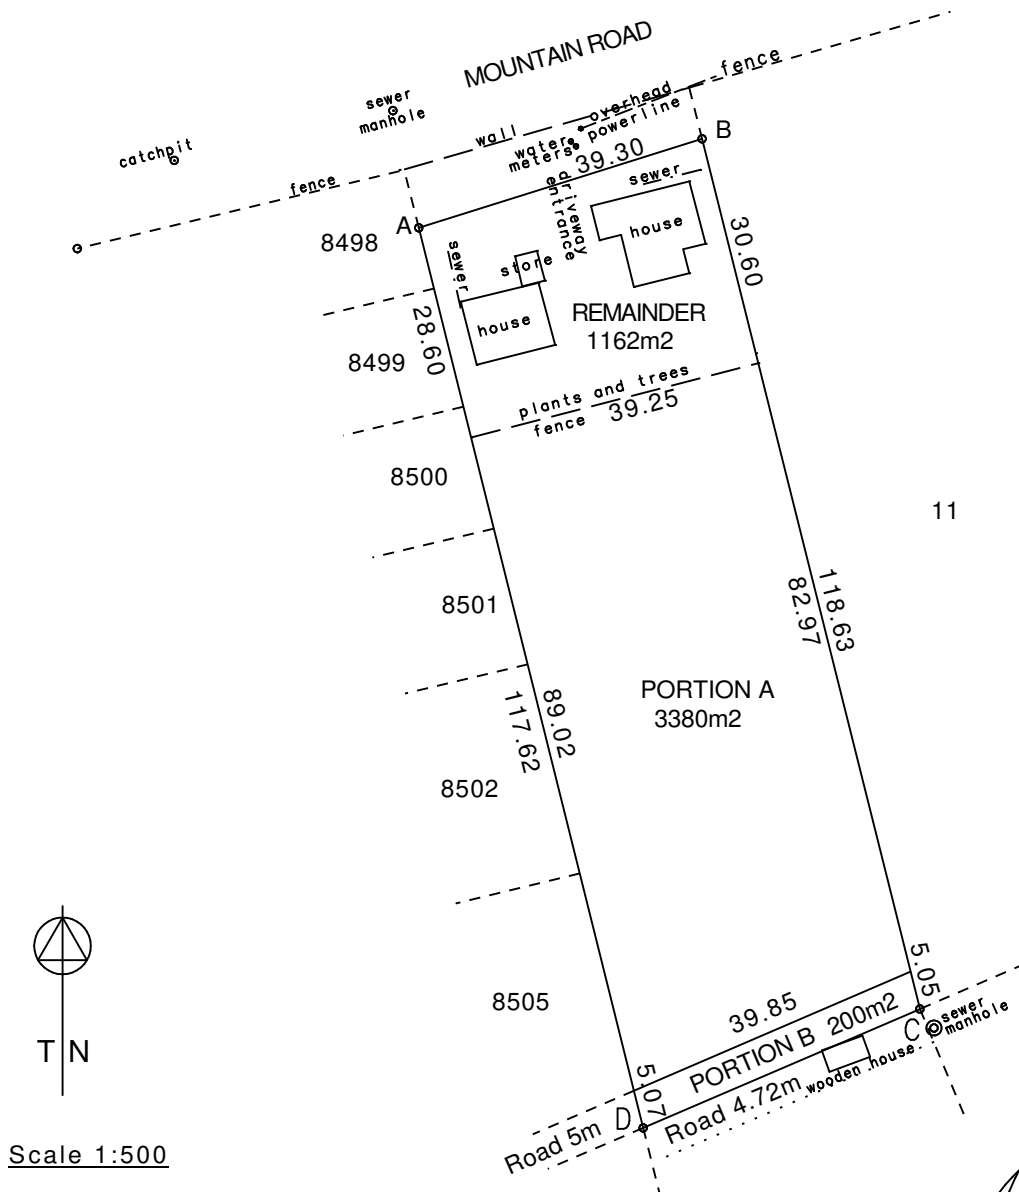 MOUNTAIN ROAD
fence
sewer
manhole
overhead
powerline
B
catchpit
wall
water
meters
39.30
fence
sewer
driveway
entrance
A
8498
sewer
store
house
30.60
house
REMAINDER
1162m2
28.60
8499
plants and trees
fence 39.25
8500
11
8501
118.63
82.97
PORTION A
3380m2
89.02
117.62
8502
8505
5.05
39.85
PORTION B 200m2
C
sewer
manhole
T N
5.07
wooden house
D
Road 4.72m
Road 5m
Scale 1:500